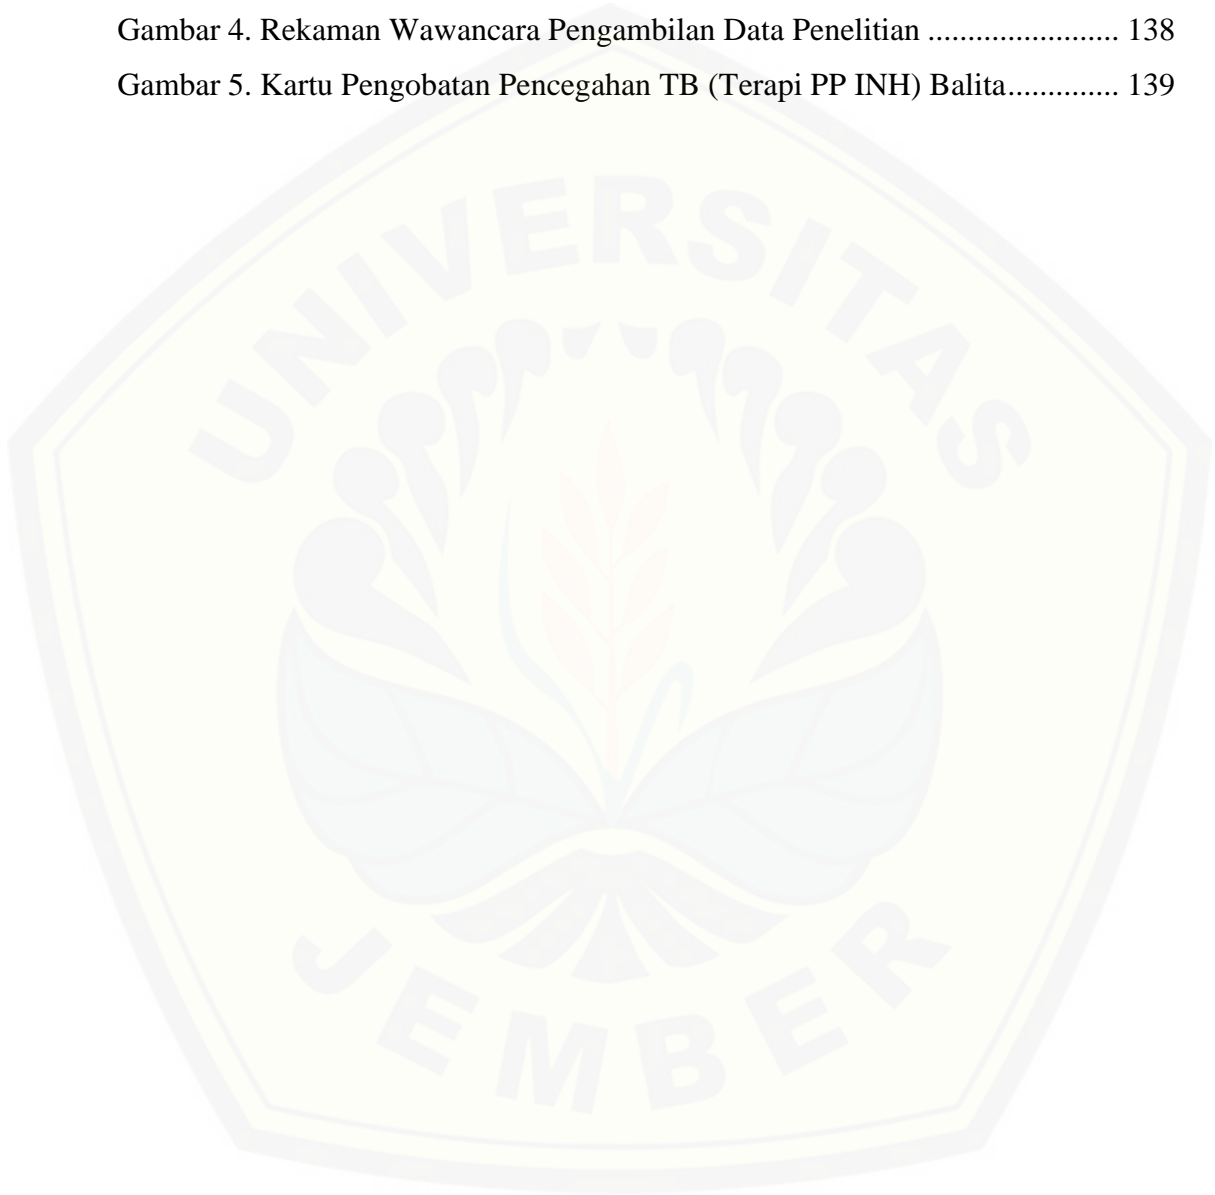 Gambar 4. Rekaman Wawancara Pengambilan Data Penelitian ........................ 138
Gambar 5. Kartu Pengobatan Pencegahan TB (Terapi PP INH) Balita.............. 139
UNIVERSITAS
JEMBER